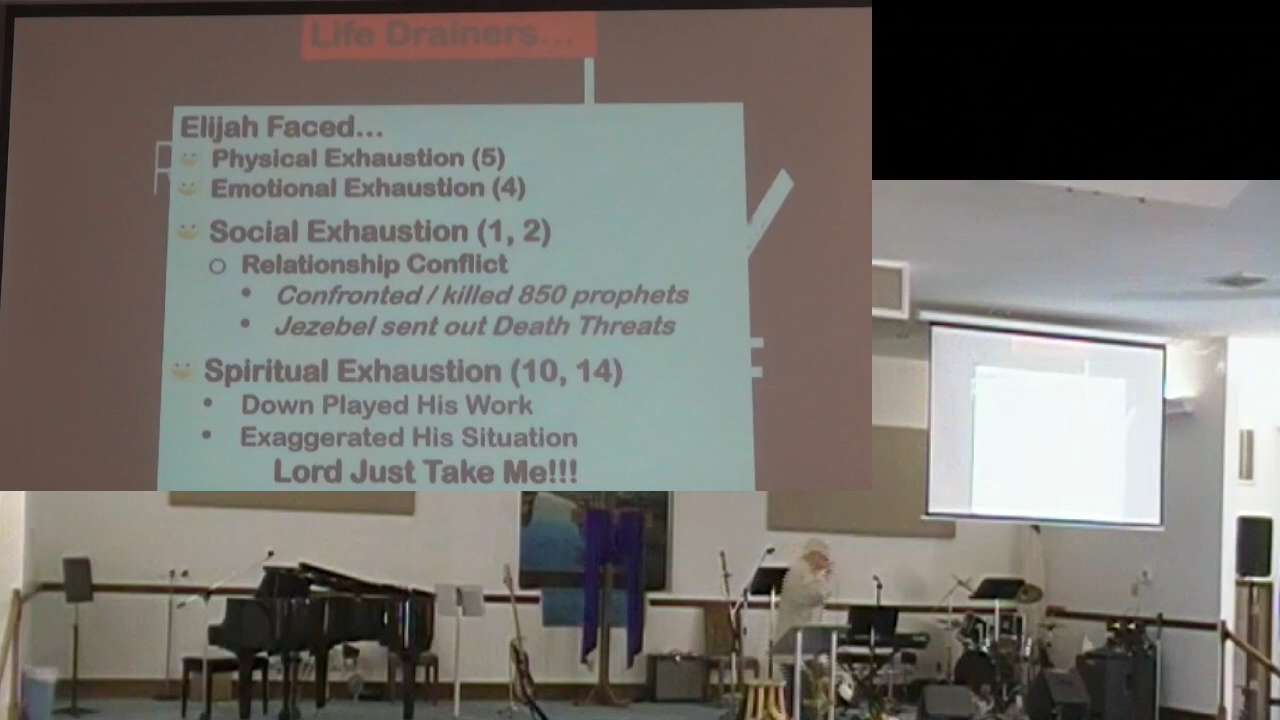 Life Drainers...
Elijah Faced...
Physical Exhaustion (5)
Emotional Exhaustion (4)
Social Exhaustion (1, 2)
Relationship Conflict
Confronted / killed 850 prophets
Jezebel sent out Death Threats
Spiritual Exhaustion (10, 14)
Down Played His Work
Exaggerated His Situation
Lord Just Take Me!!!